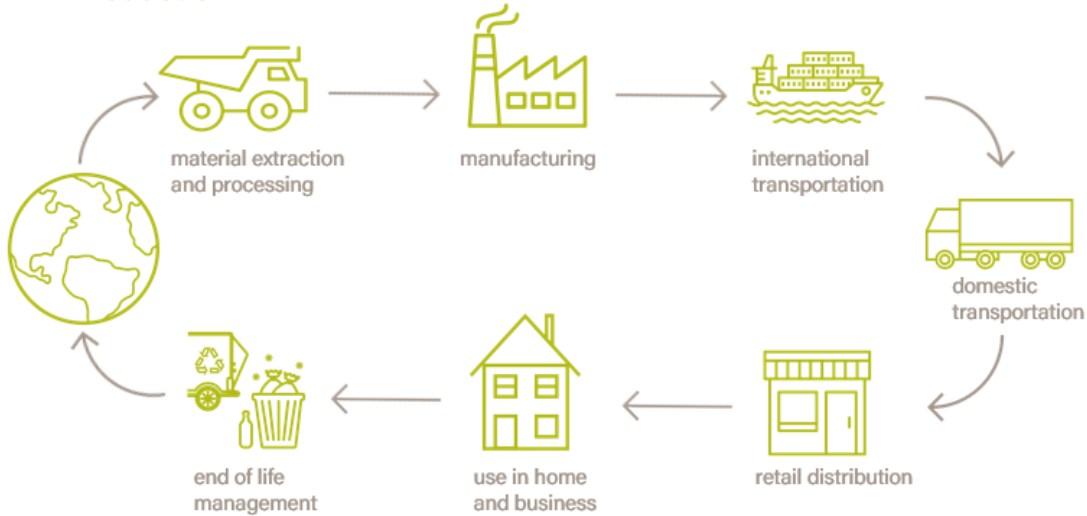 material extraction
and processing
manufacturing
international
transportation
domestic
transportation
retail distribution
use in home
and business
end of life
management